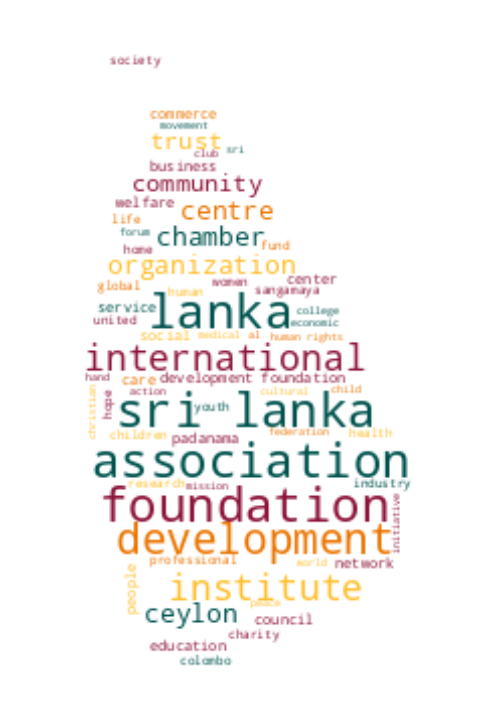 society
commerce
movement
trust
club sri
business
community
welfare centre
life
forum chamber
home fund
organization
global women center
human sangamaya
service lanka college
united economic
social medical al human rights
international
hand care development foundation
christian hope action cultural child
sri youth lanka
children padanama federation health
association
research mission industry
foundation initiative
development
professional world network
people institute
peace
ceylon council
charity
education
colombo